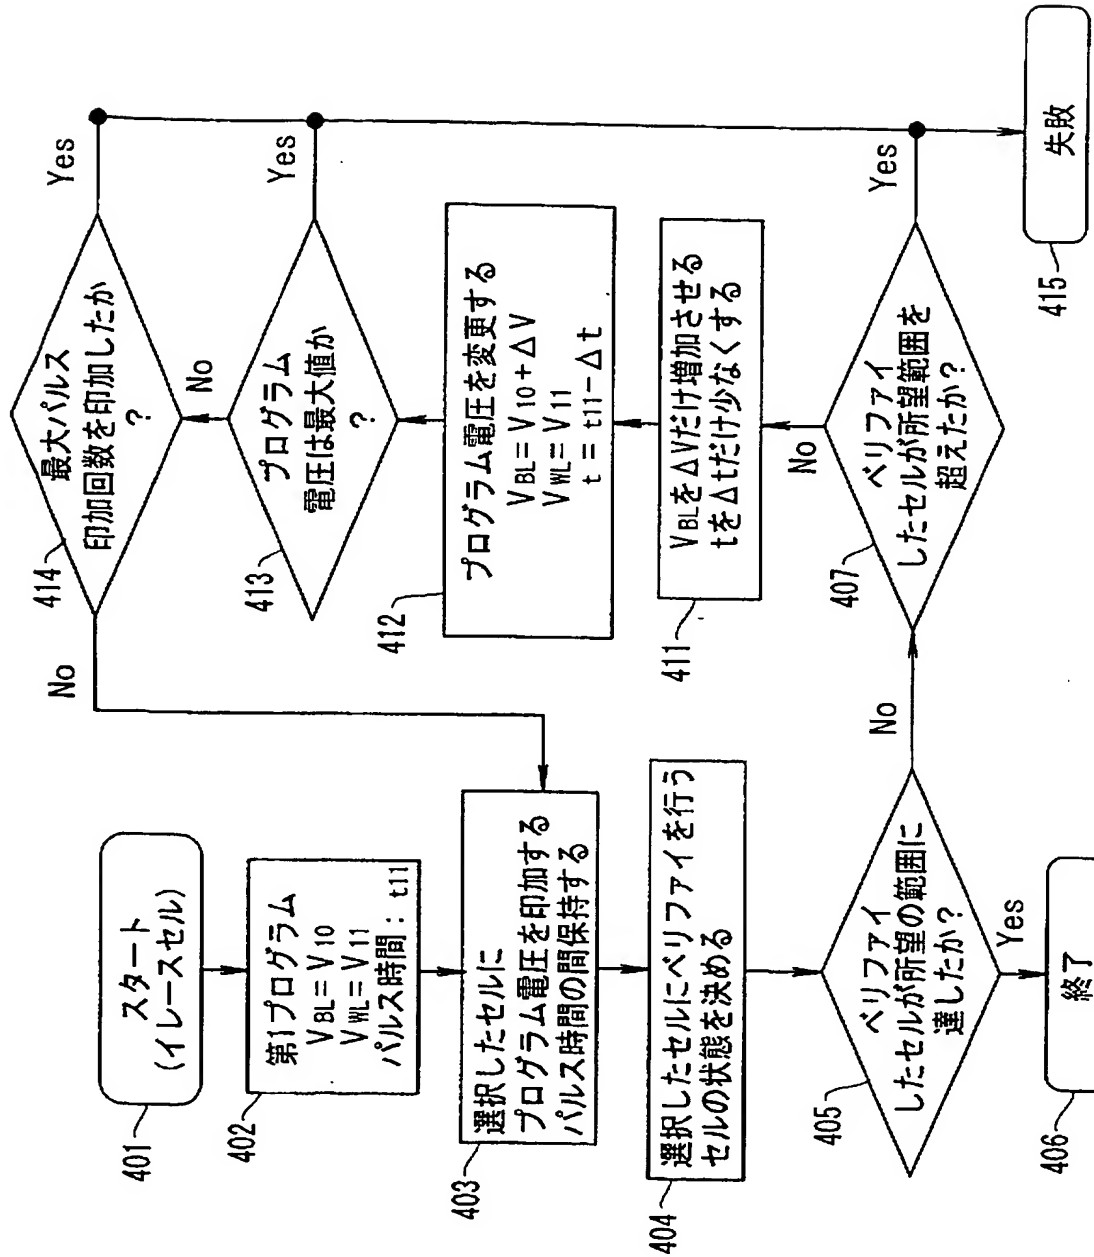 スタート
(イレースセル)
401
第1プログラム
VBL= V10
VWL= V11
パルス時間: t11
402
選択したセルに
プログラム電圧を印加する
パルス時間の間保持する
403
選択したセルにベリファイを行う
セルの状態を決める
404
ベリファイ
したセルが所望の範囲に
達したか?
405
Yes
No
終了
406
ベリファイ
したセルが所望範囲を
超えたか?
407
Yes
No
VBLをΔVだけ増加させる
tをΔtだけ少なくする
411
プログラム電圧を変更する
VBL= V10+ΔV
VWL= V11
t = t11-Δt
412
プログラム
電圧は最大値か
?
413
Yes
No
最大パルス
印加回数を印加したか
?
414
Yes
No
失敗
415